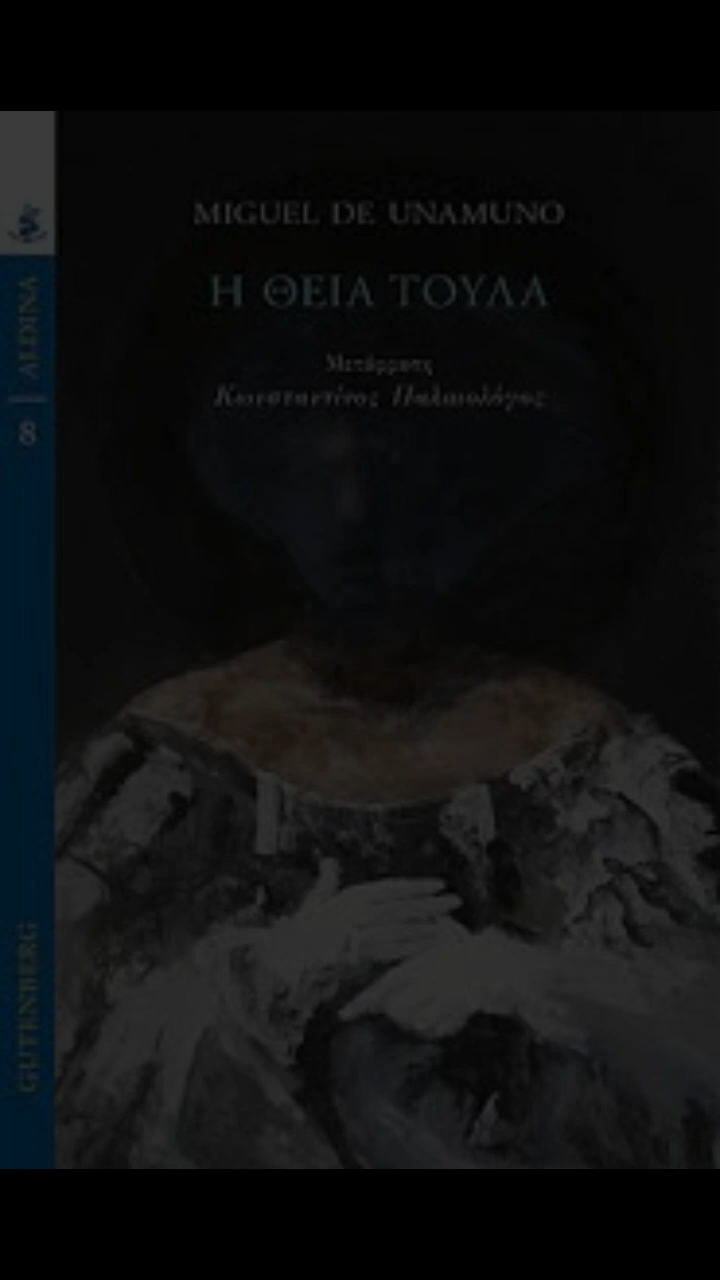 MIGUEL DE UNAMUNO
Η ΘΕΙΑ ΤΟΥΛΑ
Μετάφραση
Κωνσταντίνος Παλαιολόγος
ALDINA
8
GUTENBERG